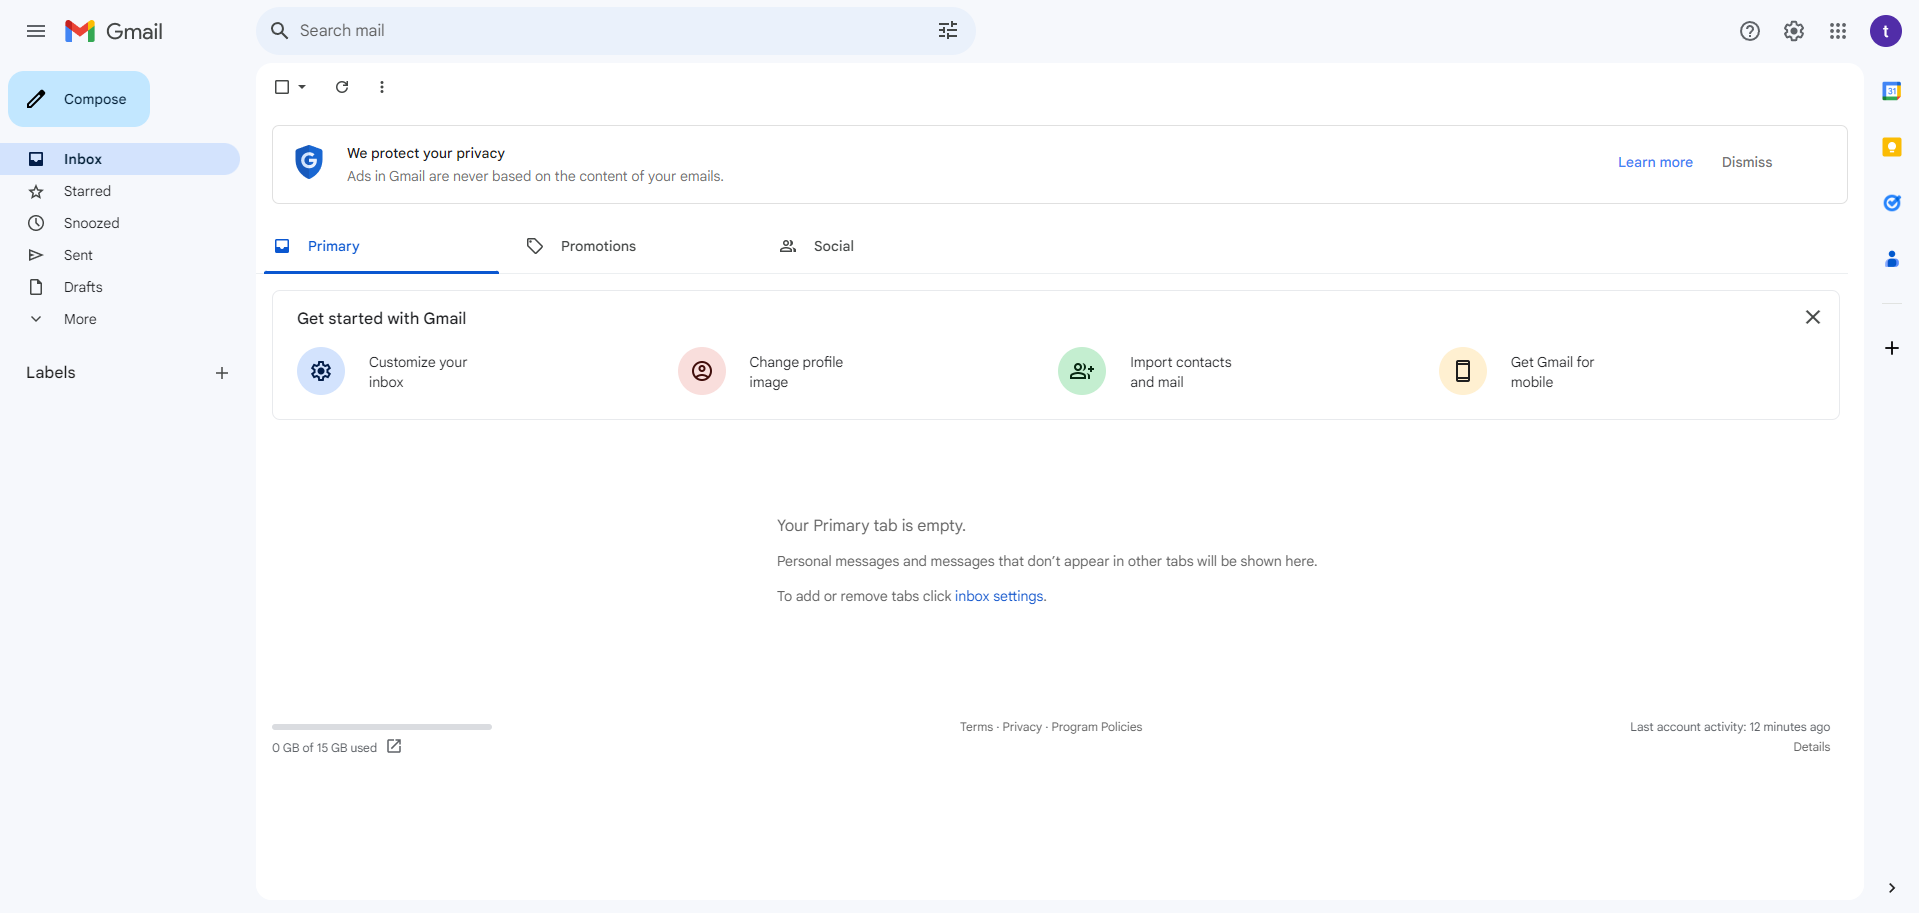 Gmail
Search mail
t
Compose
Inbox
Starred
Snoozed
Sent
Drafts
More
Labels
We protect your privacy
Ads in Gmail are never based on the content of your emails.
Learn more
Dismiss
Primary
Promotions
Social
Get started with Gmail
Customize your
inbox
Change profile
image
Import contacts
and mail
Get Gmail for
mobile
Your Primary tab is empty.
Personal messages and messages that don’t appear in other tabs will be shown here.
To add or remove tabs click inbox settings.
0 GB of 15 GB used
Terms · Privacy · Program Policies
Last account activity: 12 minutes ago
Details
31